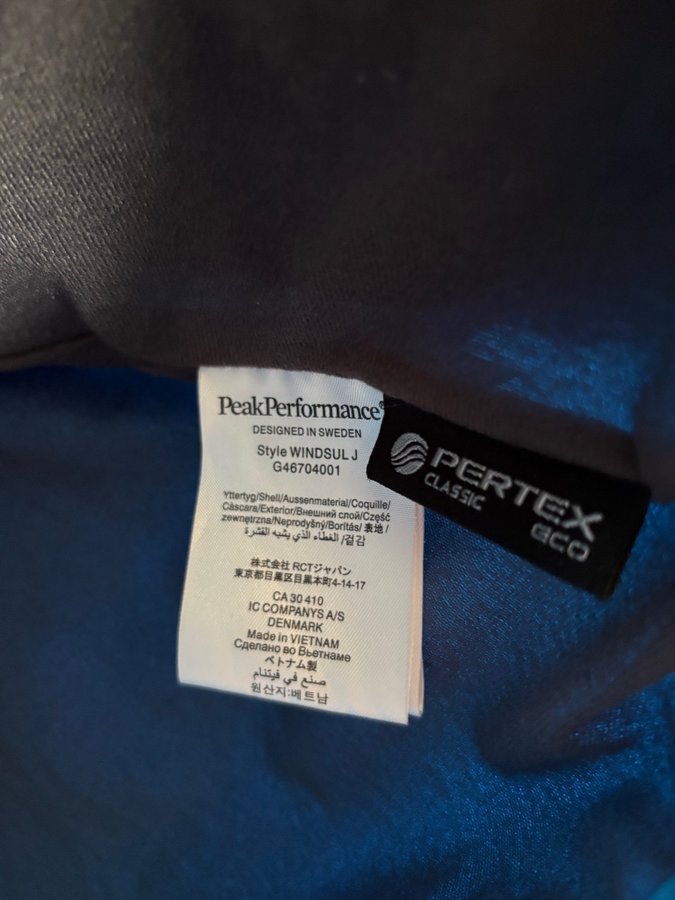 PeakPerformance®
DESIGNED IN SWEDEN
Style WINDSUL J
G46704001
Yttertyg/Shell/Aussenmaterial/Coquille/
Cáscara/Exterior/Внешний слой/Część
zewnętrzna/Neprodyšný/Borítás/表地/
الغطاء الذي يشبه القشرة/겉감
株式会社 RCTジャパン
東京都目黒区目黒本町4-14-17
CA 30 410
IC COMPANYS A/S
DENMARK
Made in VIETNAM
Сделано во Вьетнаме
ベトナム製
صنع في فيتنام
원산지:베트남
PERTEX
CLASSIC ECO